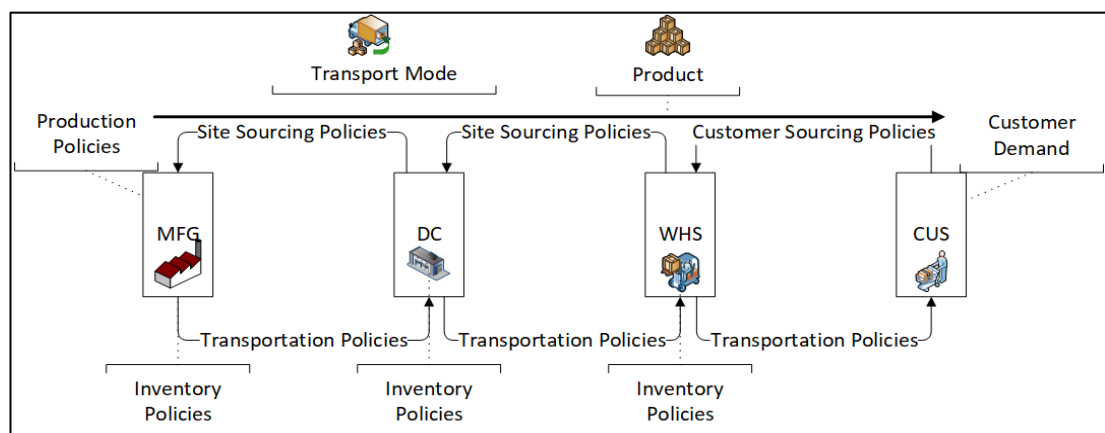 Transport Mode
Product
Production
Policies
Site Sourcing Policies
Site Sourcing Policies
Customer Sourcing Policies
Customer
Demand
MFG
DC
WHS
CUS
Transportation Policies
Transportation Policies
Transportation Policies
Inventory
Policies
Inventory
Policies
Inventory
Policies